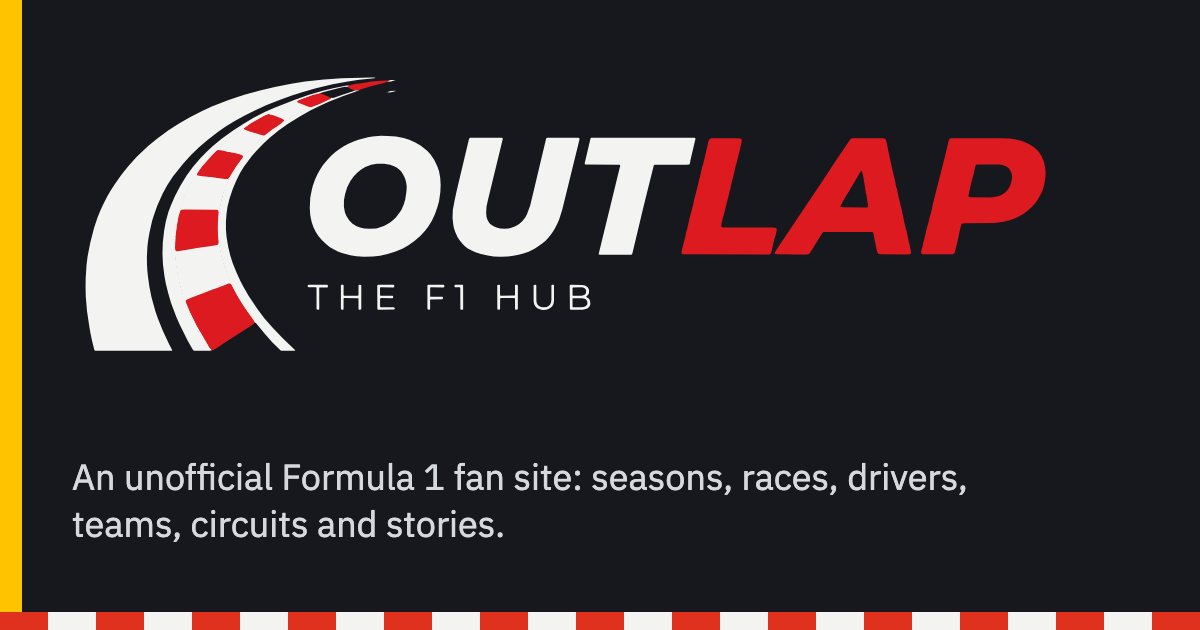 OUTLAP
THE F1 HUB
An unofficial Formula 1 fan site: seasons, races, drivers,
teams, circuits and stories.